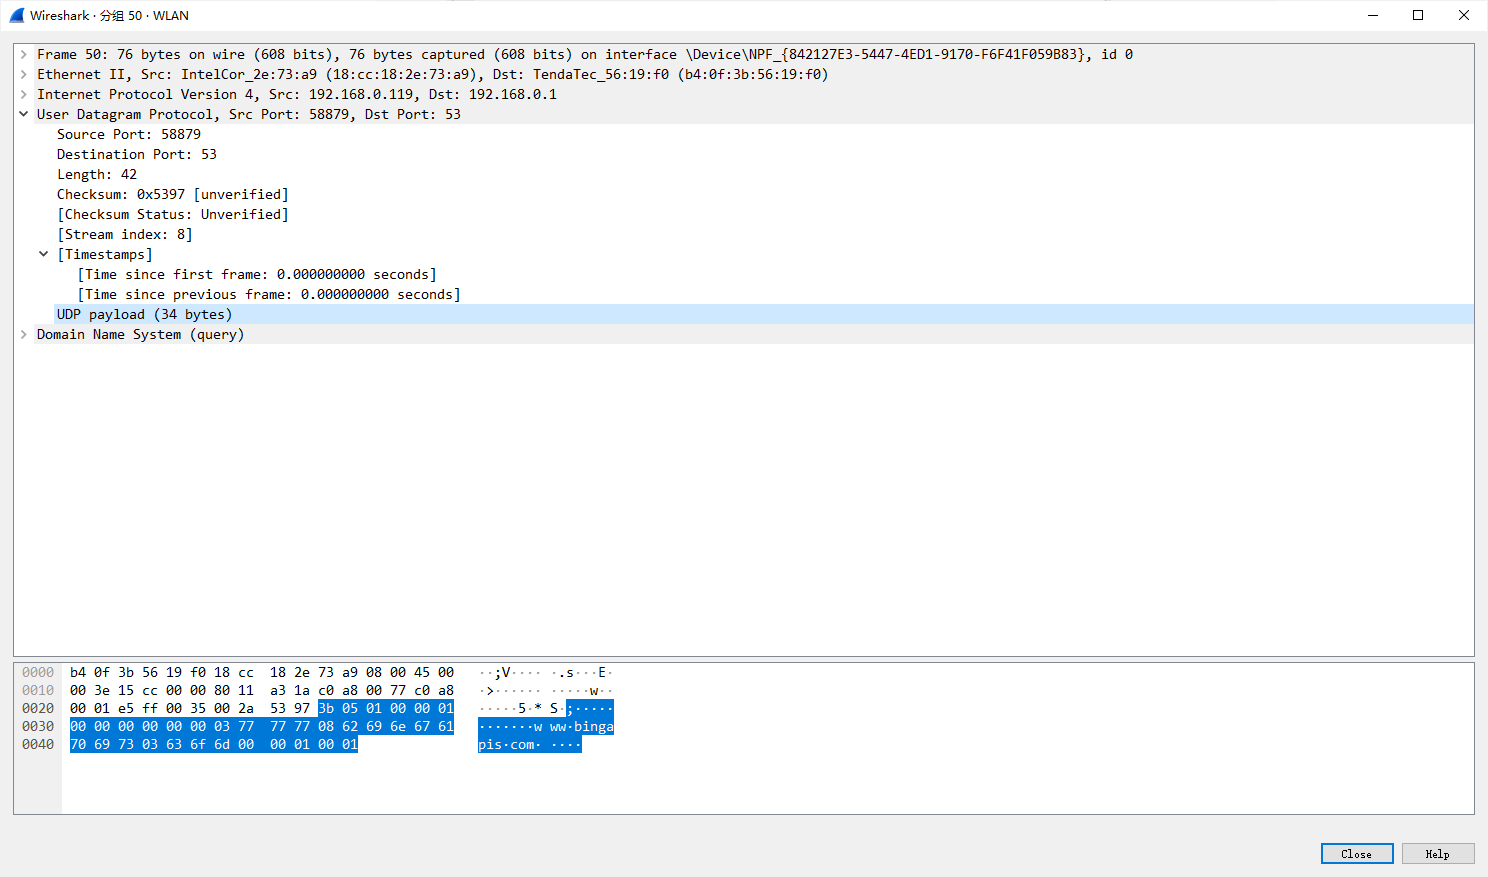 Wireshark · 分组 50 · WLAN
Frame 50: 76 bytes on wire (608 bits), 76 bytes captured (608 bits) on interface \Device\NPF_{842127E3-5447-4ED1-9170-F6F41F059B83}, id 0
Ethernet II, Src: IntelCor_2e:73:a9 (18:cc:18:2e:73:a9), Dst: TendaTec_56:19:f0 (b4:0f:3b:56:19:f0)
Internet Protocol Version 4, Src: 192.168.0.119, Dst: 192.168.0.1
User Datagram Protocol, Src Port: 58879, Dst Port: 53
Source Port: 58879
Destination Port: 53
Length: 42
Checksum: 0x5397 [unverified]
[Checksum Status: Unverified]
[Stream index: 8]
[Timestamps]
[Time since first frame: 0.000000000 seconds]
[Time since previous frame: 0.000000000 seconds]
UDP payload (34 bytes)
Domain Name System (query)
0000 b4 0f 3b 56 19 f0 18 cc 18 2e 73 a9 08 00 45 00 ··;V···· ·.s···E·
0010 00 3e 15 cc 00 00 80 11 a3 1a c0 a8 00 77 c0 a8 ·>······ ·····w··
0020 00 01 e5 ff 00 35 00 2a 53 97 3b 05 01 00 00 01 ·····5·* S·;·····
0030 00 00 00 00 00 00 03 77 77 77 08 62 69 6e 67 61 ·······w ww·binga
0040 70 69 73 03 63 6f 6d 00 00 01 00 01 pis·com· ····
Close
Help